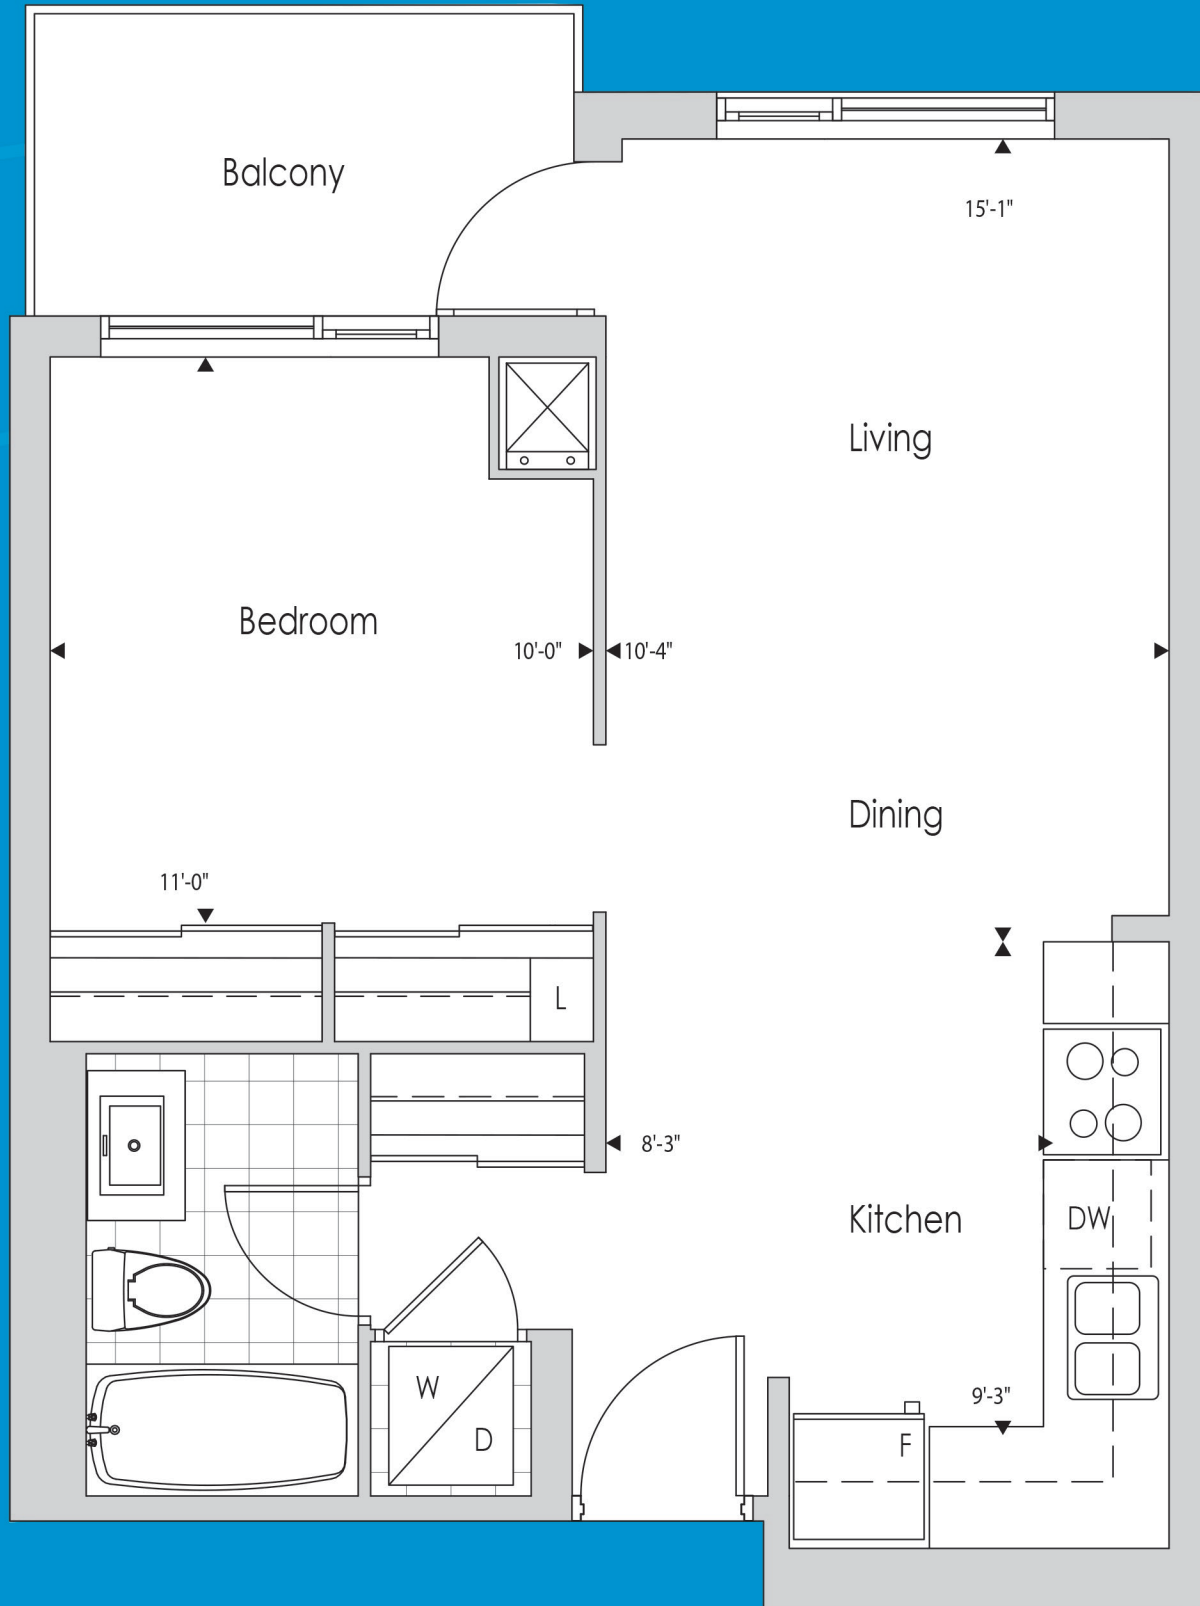 Balcony
15'-1"
Living
Bedroom
10'-0"
10'-4"
Dining
11'-0"
L
8'-3"
Kitchen
DW
W
D
9'-3"
F